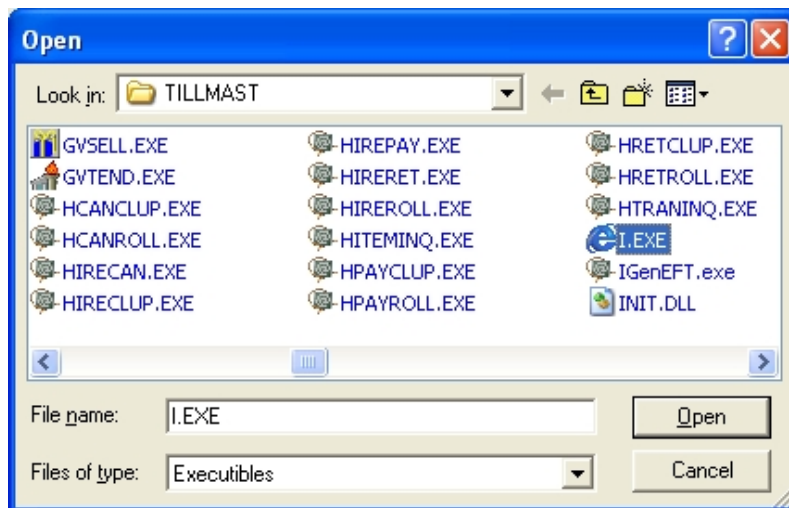 Open
Look in: TILLMAST
GVSELL.EXE
GVTEND.EXE
HCANCLUP.EXE
HCANROLL.EXE
HIRECAN.EXE
HIRECLUP.EXE
HIREPAY.EXE
HIRERET.EXE
HIREROLL.EXE
HITEMINQ.EXE
HPAYCLUP.EXE
HPAYROLL.EXE
HRETCLUP.EXE
HRETROLL.EXE
HTRANINQ.EXE
I.EXE
IGenEFT.exe
INIT.DLL
File name: I.EXE
Open
Files of type: Executibles
Cancel